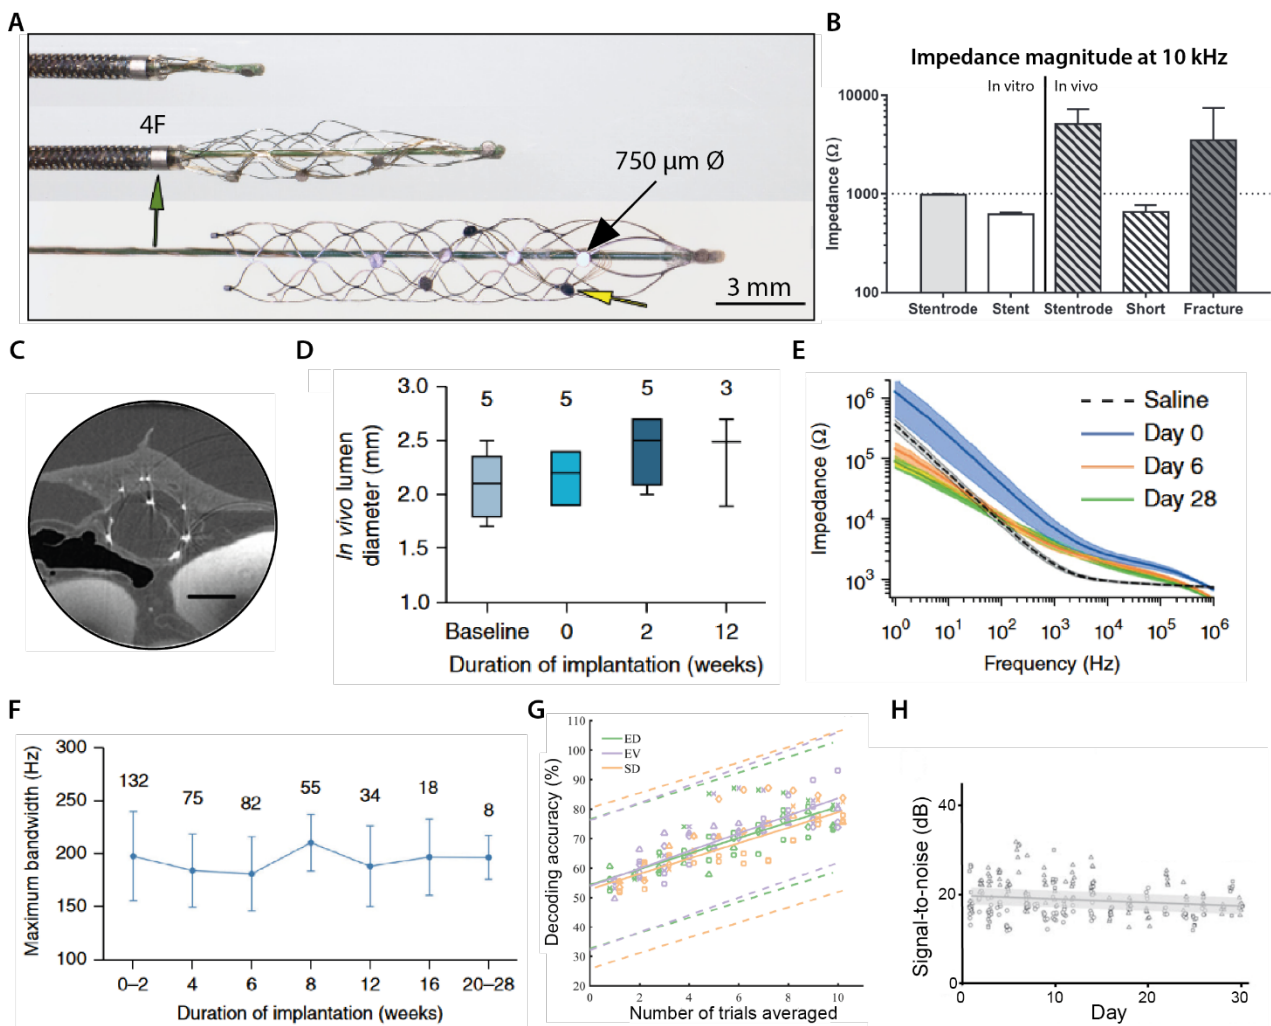 A
4F
750 µm Ø
3 mm
B
Impedance magnitude at 10 kHz
In vitro
In vivo
Impedance (Ω)
10000
1000
100
Stentrode
Stent
Stentrode
Short
Fracture
C
D
In vivo lumen
diameter (mm)
3.0
2.5
2.0
1.5
1.0
5
5
5
3
Baseline
0
2
12
Duration of implantation (weeks)
E
Impedance (Ω)
10⁶
10⁵
10⁴
10³
Saline
Day 0
Day 6
Day 28
10⁰
10¹
10²
10³
10⁴
10⁵
10⁶
Frequency (Hz)
F
Maximum bandwidth (Hz)
300
250
200
150
100
132
75
82
55
34
18
8
0–2
4
6
8
12
16
20–28
Duration of implantation (weeks)
G
Decoding accuracy (%)
110
100
90
80
70
60
50
40
30
20
ED
EV
SD
0
2
4
6
8
10
Number of trials averaged
H
Signal-to-noise (dB)
40
20
0
0
10
20
30
Day